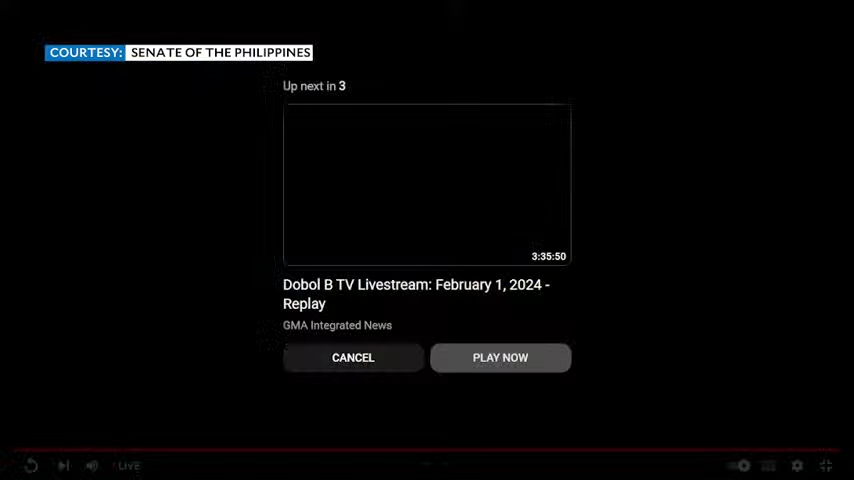 COURTESY: SENATE OF THE PHILIPPINES
Up next in 3
3:35:50
Dobol B TV Livestream: February 1, 2024 -
Replay
GMA Integrated News
CANCEL PLAY NOW
LIVE